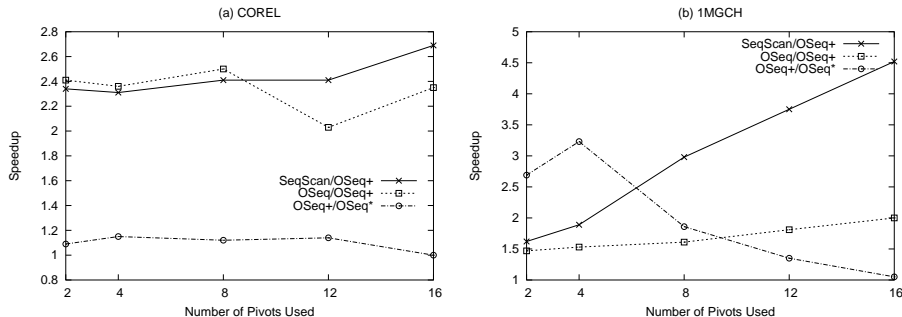 (a) COREL
2.8
2.6
2.4
2.2
2
1.8
1.6
1.4
1.2
1
0.8
Speedup
SeqScan/OSeq+
OSeq/OSeq+
OSeq+/OSeq*
2 4 8 12 16
Number of Pivots Used
(b) 1MGCH
5
4.5
4
3.5
3
2.5
2
1.5
1
Speedup
SeqScan/OSeq+
OSeq/OSeq+
OSeq+/OSeq*
2 4 8 12 16
Number of Pivots Used